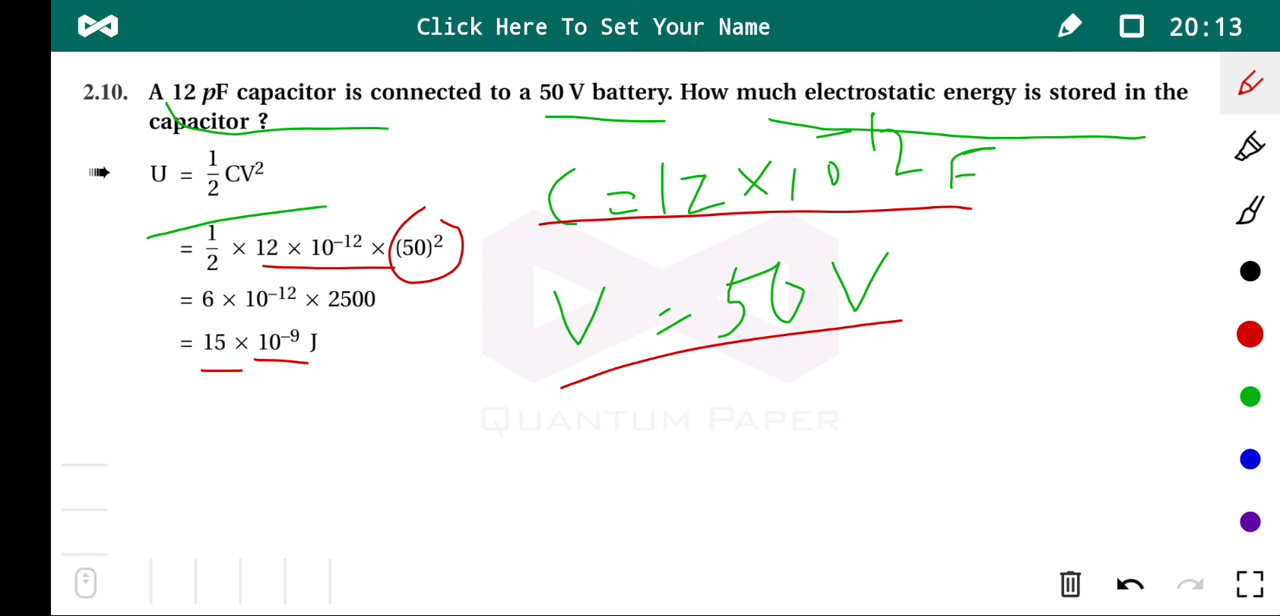 Click Here To Set Your Name 20:13
2.10. A 12 pF capacitor is connected to a 50 V battery. How much electrostatic energy is stored in the
capacitor ?
➠ U = 1/2 CV²
= 1/2 × 12 × 10⁻¹² × (50)²
= 6 × 10⁻¹² × 2500
= 15 × 10⁻⁹ J
C = 12 × 10⁻¹² F
V = 50 V
QUANTUM PAPER